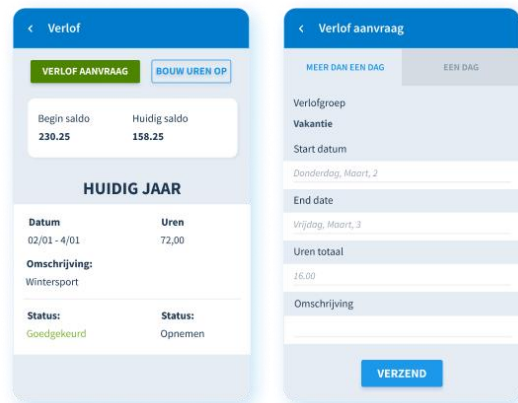 ‹ Verlof
VERLOF AANVRAAG BOUW UREN OP
Begin saldo Huidig saldo
230.25 158.25
HUIDIG JAAR
Datum Uren
02/01 - 4/01 72,00
Omschrijving:
Wintersport
Status: Status:
Goedgekeurd Opnemen
‹ Verlof aanvraag
MEER DAN EEN DAG EEN DAG
Verlofgroep
Vakantie
Start datum
Donderdag, Maart, 2
End date
Vrijdag, Maart, 3
Uren totaal
16.00
Omschrijving
VERZEND